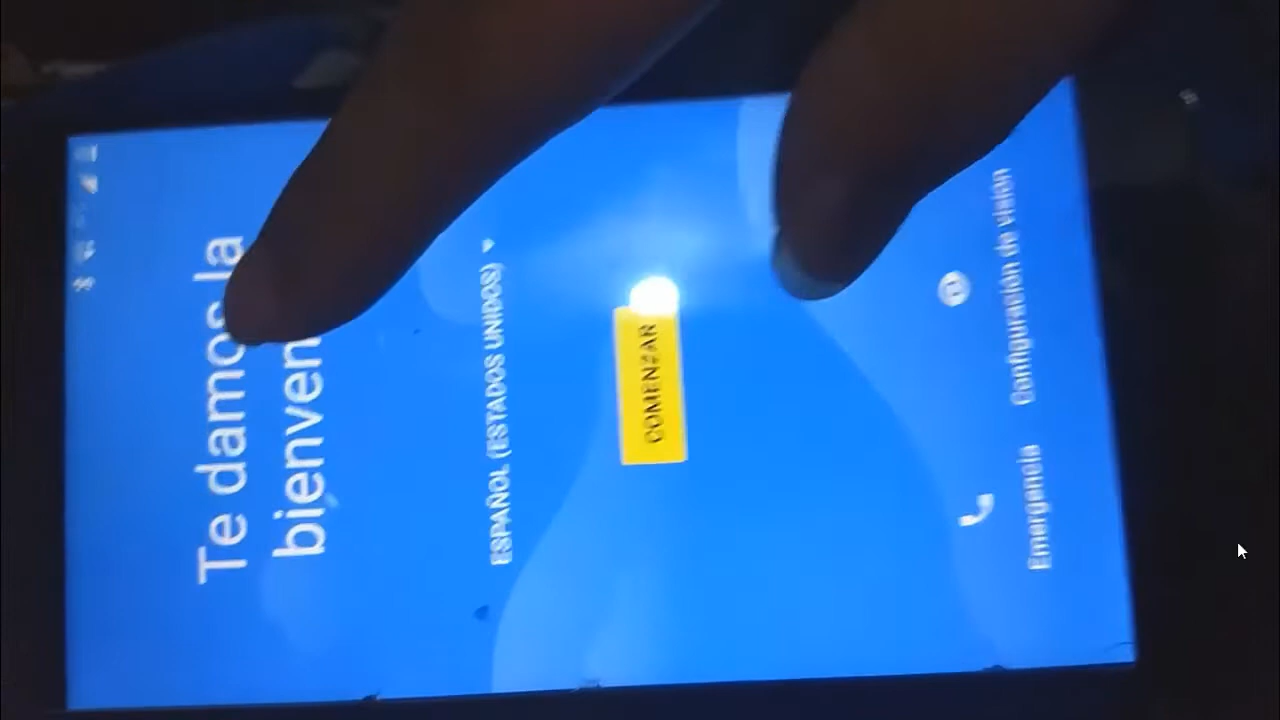 Te damos la
bienven
ESPAÑOL (ESTADOS UNIDOS)
COMENZAR
Emergencia
Configuración de visión